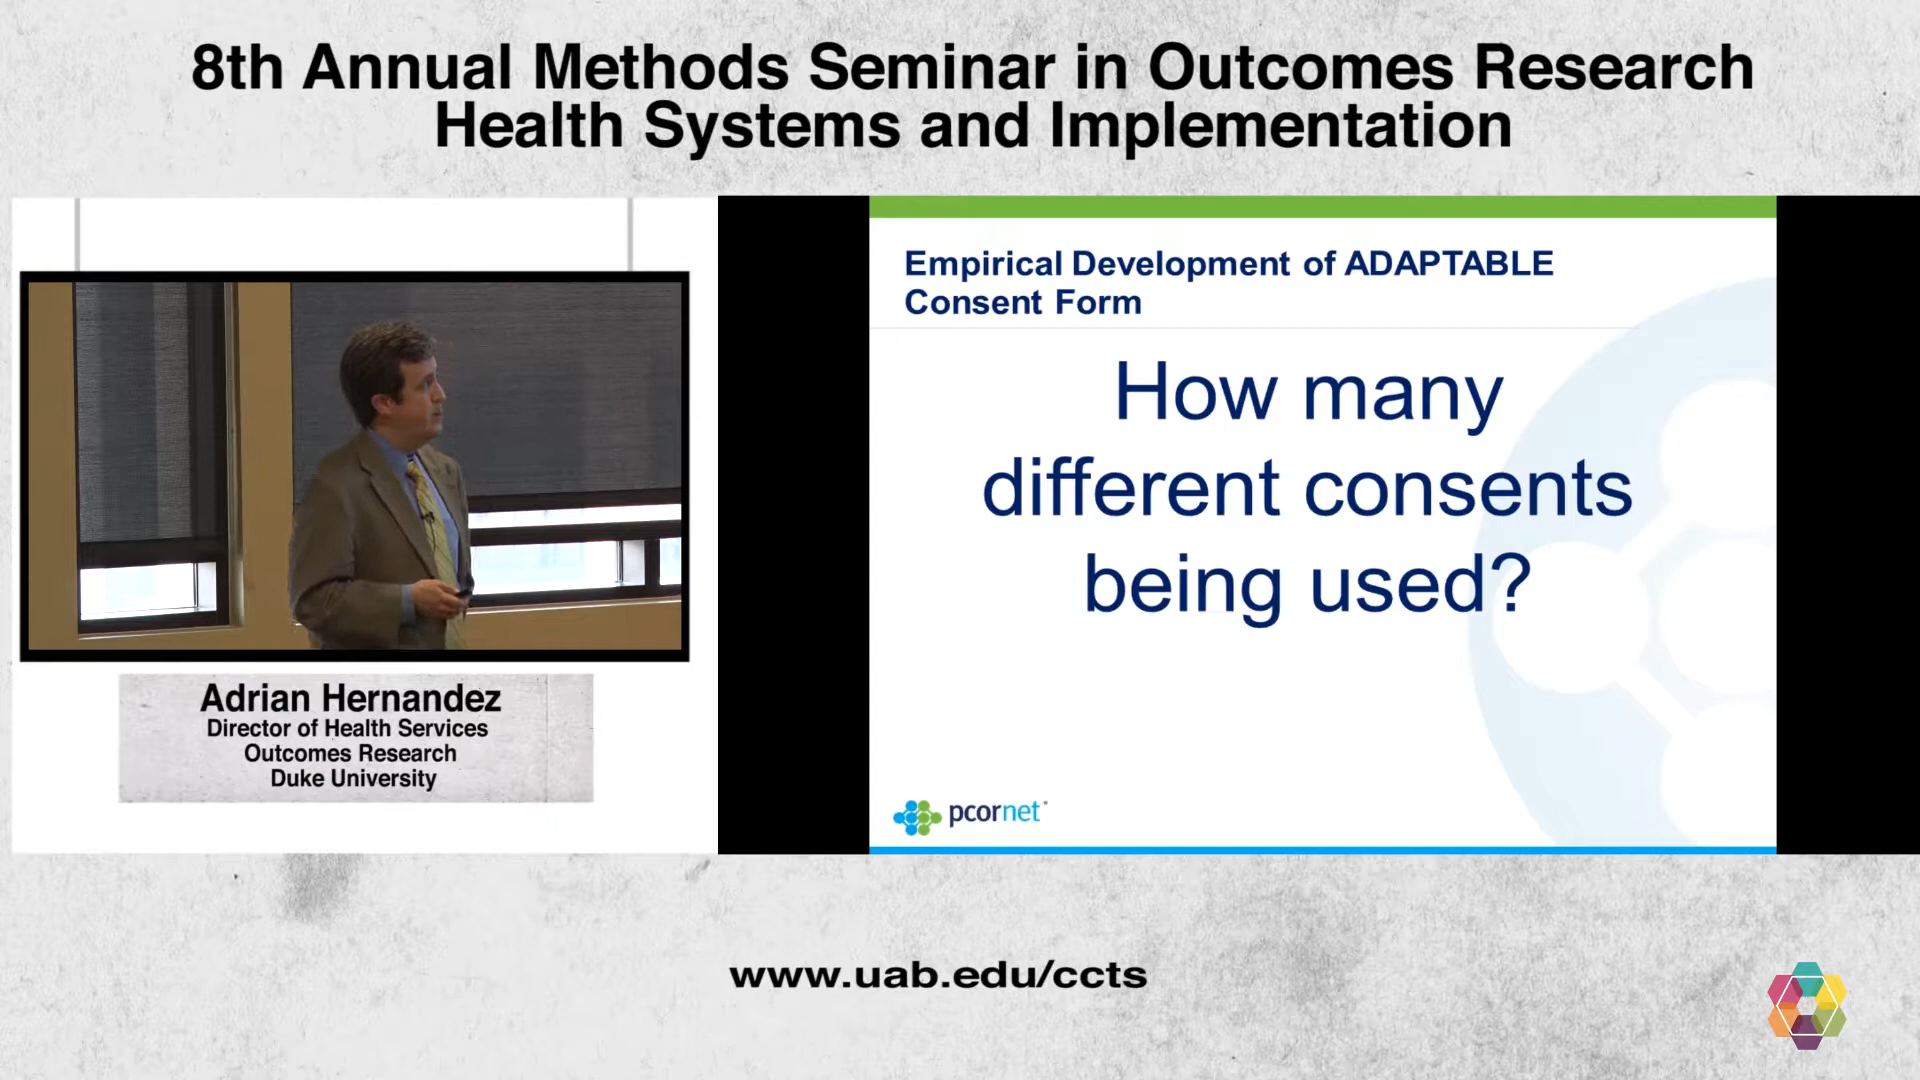 8th Annual Methods Seminar in Outcomes Research
Health Systems and Implementation
Empirical Development of ADAPTABLE
Consent Form
How many
different consents
being used?
pcornet
Adrian Hernandez
Director of Health Services
Outcomes Research
Duke University
www.uab.edu/ccts